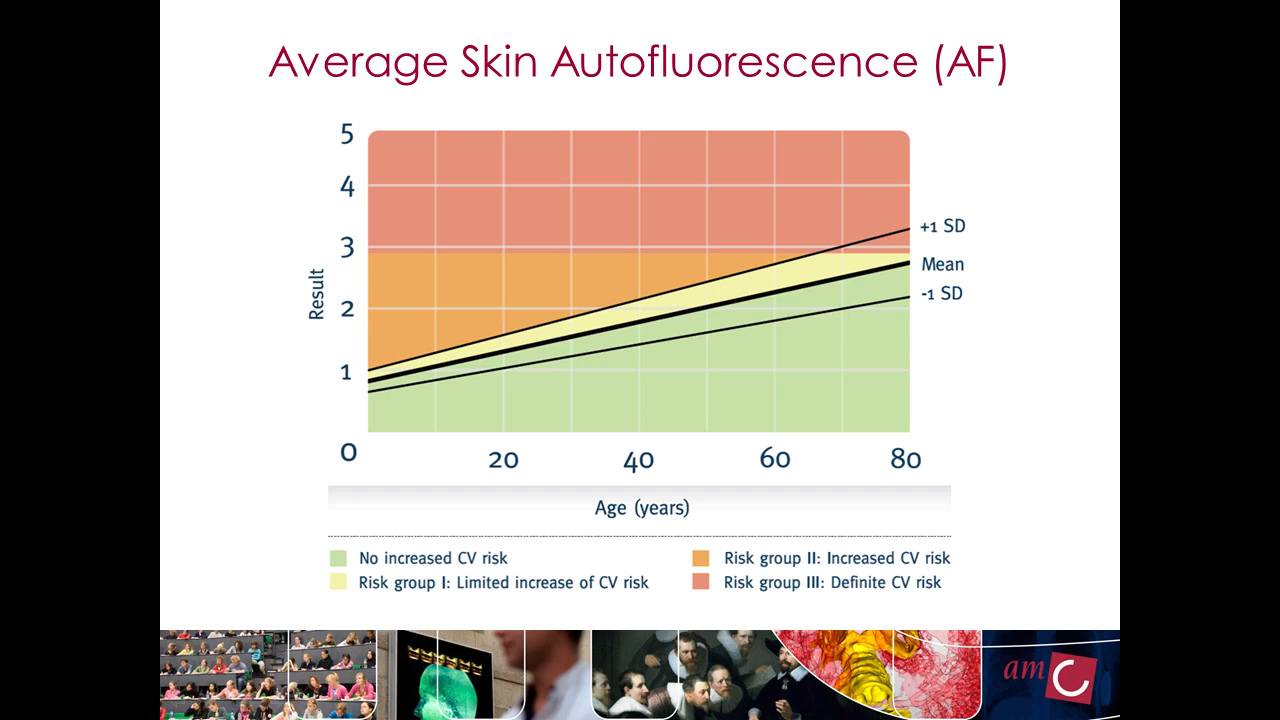 Average Skin Autofluorescence (AF)
5
4
3
2
1
0
Result
+1 SD
Mean
-1 SD
20
40
60
80
Age (years)
No increased CV risk
Risk group I: Limited increase of CV risk
Risk group II: Increased CV risk
Risk group III: Definite CV risk
amc